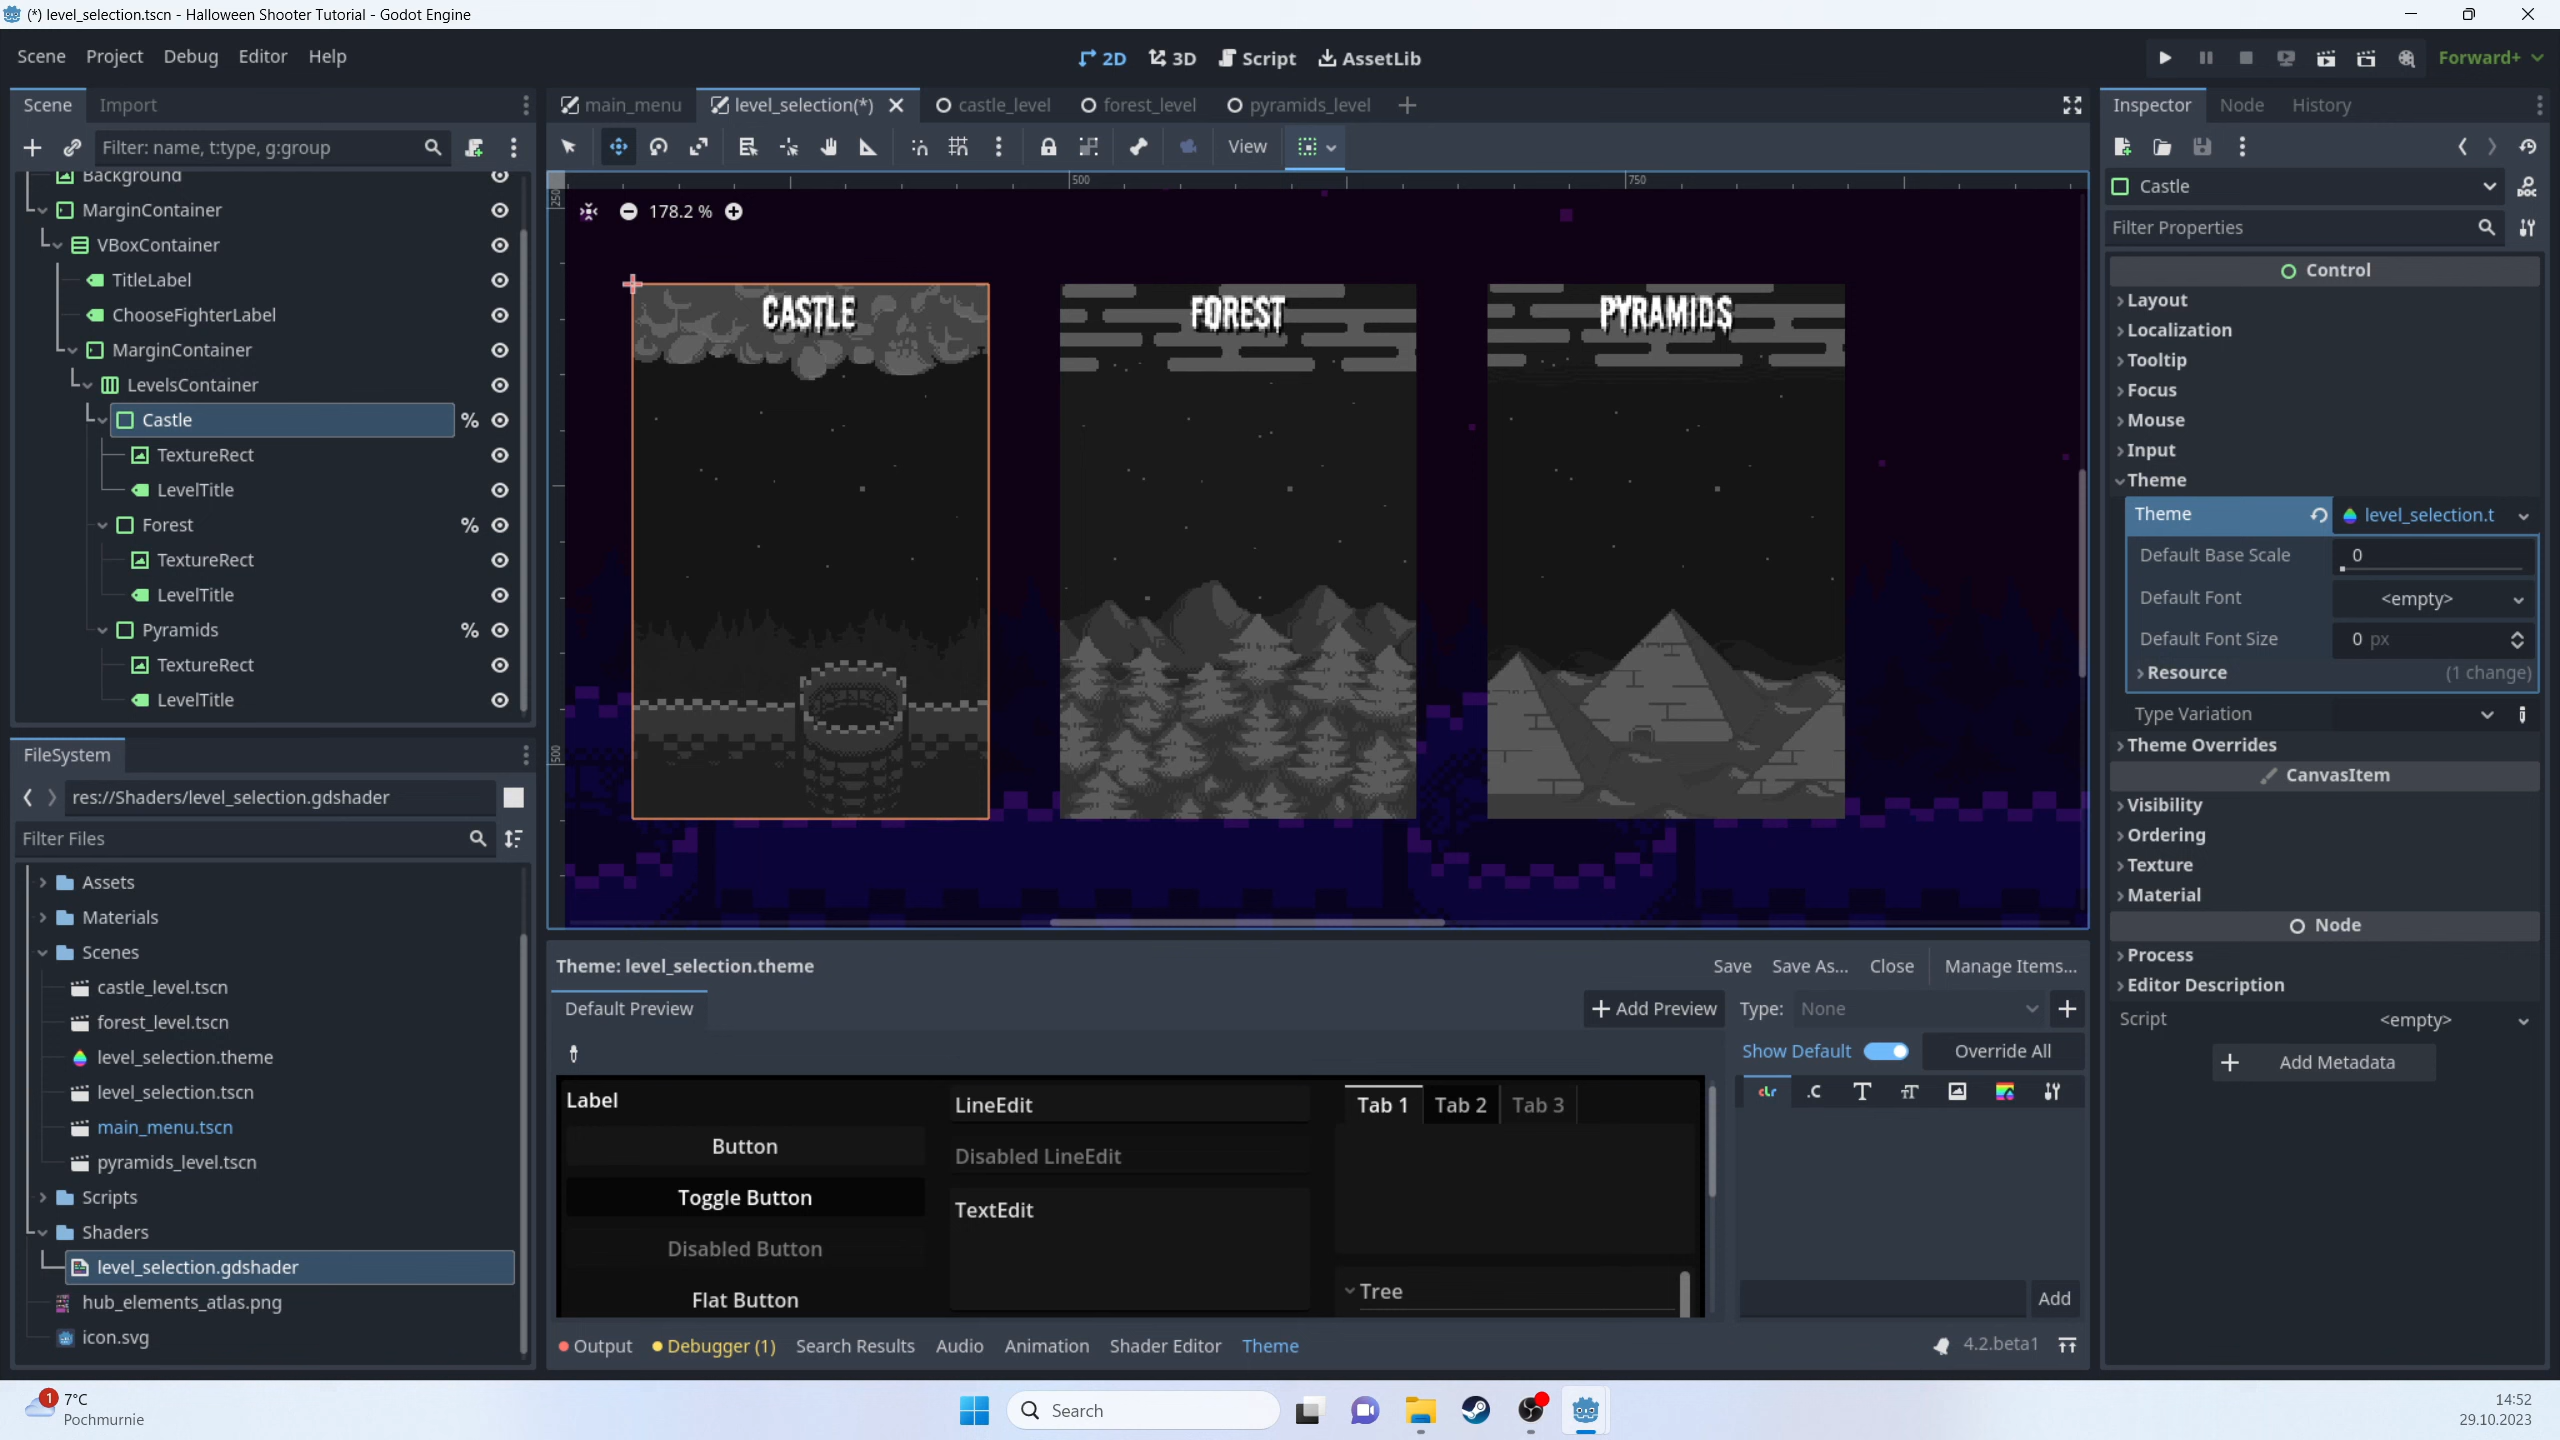 (*) level_selection.tscn - Halloween Shooter Tutorial - Godot Engine
Scene Project Debug Editor Help
2D 3D Script AssetLib
Forward+
Scene Import
main_menu level_selection(*) castle_level forest_level pyramids_level
Inspector Node History
Filter: name, t:type, g:group
View
Background
MarginContainer
VBoxContainer
TitleLabel
ChooseFighterLabel
MarginContainer
LevelsContainer
Castle %
TextureRect
LevelTitle
Forest %
TextureRect
LevelTitle
Pyramids %
TextureRect
LevelTitle
FileSystem
res://Shaders/level_selection.gdshader
Filter Files
Assets
Materials
Scenes
castle_level.tscn
forest_level.tscn
level_selection.theme
level_selection.tscn
main_menu.tscn
pyramids_level.tscn
Scripts
Shaders
level_selection.gdshader
hub_elements_atlas.png
icon.svg
500 750
250
500
178.2 %
CASTLE FOREST PYRAMIDS
Theme: level_selection.theme
Save Save As... Close Manage Items...
Default Preview
Add Preview Type: None
Show Default Override All
Label
Button
Toggle Button
Disabled Button
Flat Button
LineEdit
Disabled LineEdit
TextEdit
Tab 1 Tab 2 Tab 3
Tree
Add
Output Debugger (1) Search Results Audio Animation Shader Editor Theme
4.2.beta1
Castle
Filter Properties
Control
Layout
Localization
Tooltip
Focus
Mouse
Input
Theme
Theme level_selection.t
Default Base Scale 0
Default Font <empty>
Default Font Size 0 px
Resource (1 change)
Type Variation
Theme Overrides
CanvasItem
Visibility
Ordering
Texture
Material
Node
Process
Editor Description
Script <empty>
Add Metadata
1
7°C
Pochmurnie
Search
14:52
29.10.2023